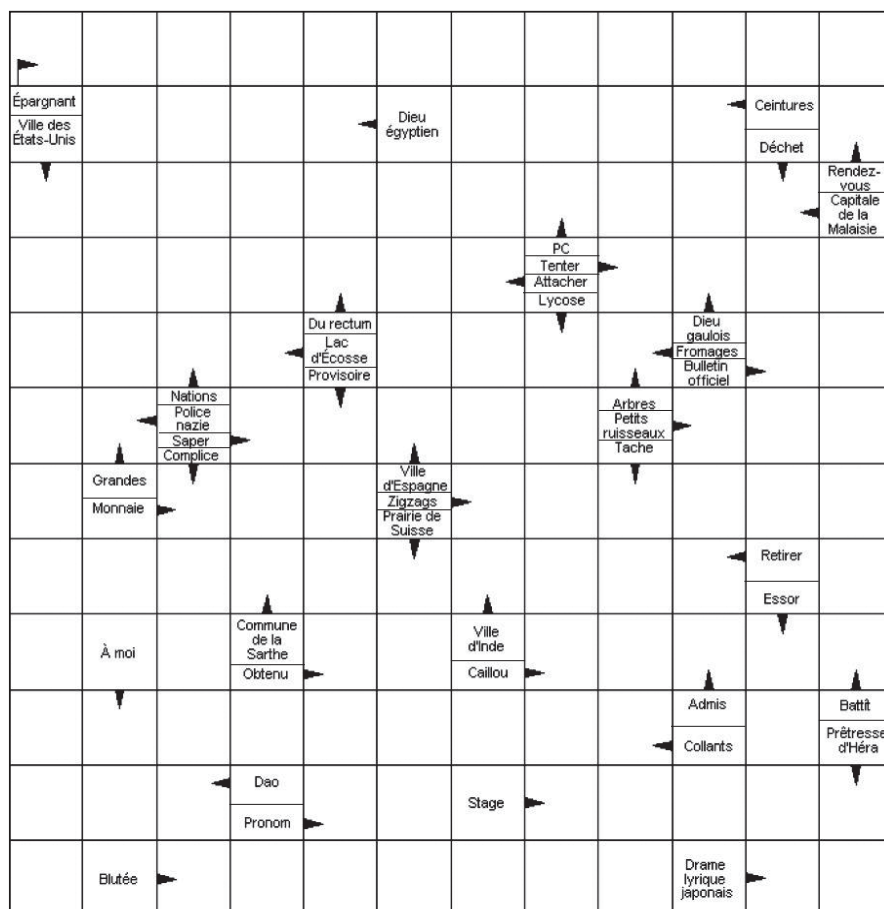 Épargnant
Ville des
États-Unis
Dieu
égyptien
Ceintures
Déchet
Rendez-
vous
Capitale
de la
Malaisie
PC
Tenter
Attacher
Lycose
Du rectum
Lac
d'Écosse
Provisoire
Dieu
gaulois
Fromages
Bulletin
officiel
Nations
Police
nazie
Saper
Complice
Arbres
Petits
ruisseaux
Tache
Grandes
Monnaie
Ville
d'Espagne
Zigzags
Prairie de
Suisse
Retirer
Essor
À moi
Commune
de la
Sarthe
Obtenu
Ville
d'Inde
Caillou
Admis
Collants
Battît
Prêtresse
d'Héra
Dao
Pronom
Stage
Blutée
Drame
lyrique
japonais